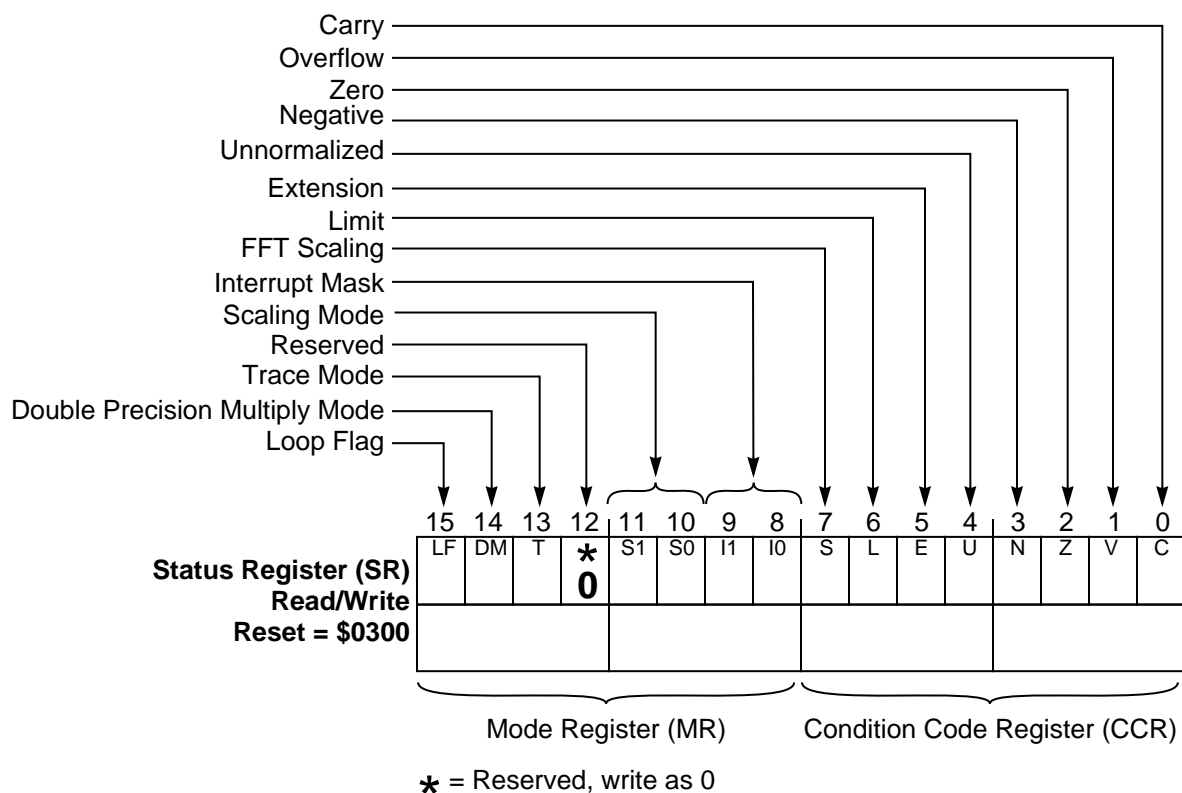 Carry
Overflow
Zero
Negative
Unnormalized
Extension
Limit
FFT Scaling
Interrupt Mask
Scaling Mode
Reserved
Trace Mode
Double Precision Multiply Mode
Loop Flag
15 14 13 12 11 10 9 8 7 6 5 4 3 2 1 0
LF DM T * S1 S0 I1 I0 S L E U N Z V C
0
Status Register (SR)
Read/Write
Reset = $0300
Mode Register (MR) Condition Code Register (CCR)
* = Reserved, write as 0